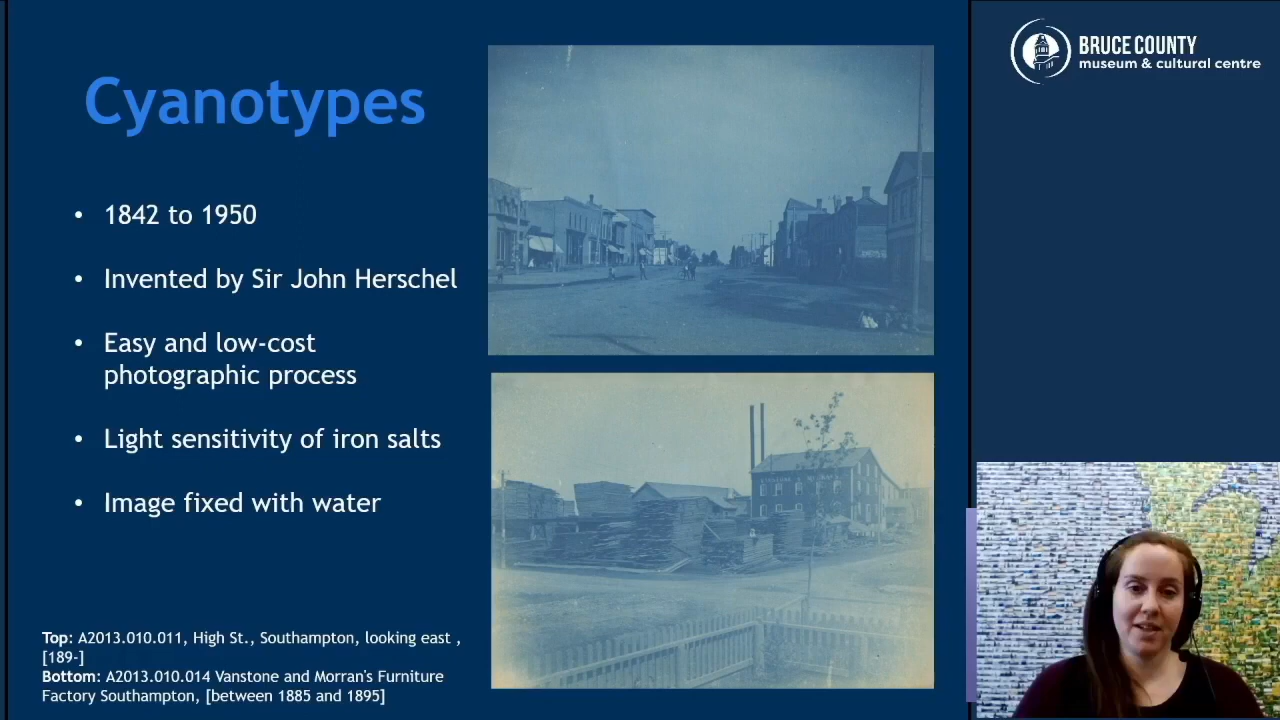 Cyanotypes
• 1842 to 1950
• Invented by Sir John Herschel
• Easy and low-cost
photographic process
• Light sensitivity of iron salts
• Image fixed with water
Top: A2013.010.011, High St., Southampton, looking east ,
[189-]
Bottom: A2013.010.014 Vanstone and Morran's Furniture
Factory Southampton, [between 1885 and 1895]
BRUCE COUNTY
museum & cultural centre